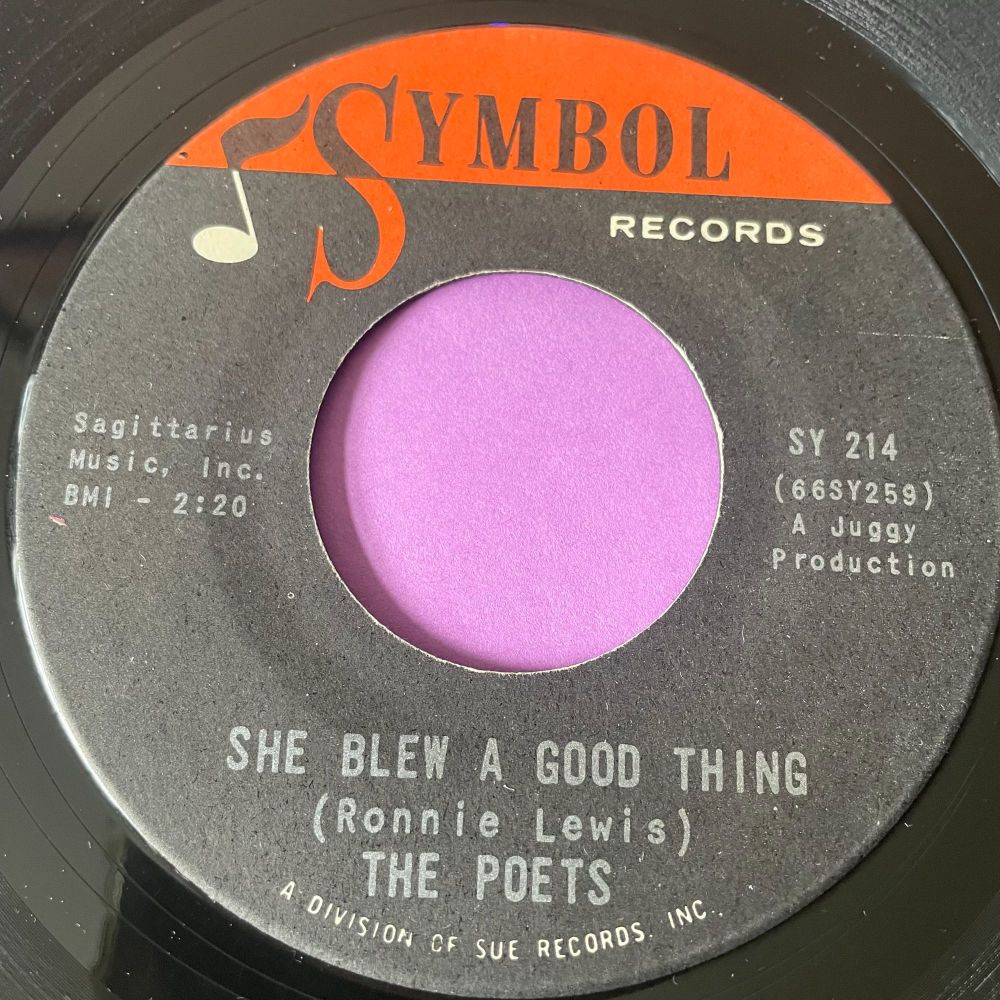 SYMBOL
RECORDS
Sagittarius
Music, Inc.
BMI - 2:20
SY 214
(66SY259)
A Juggy
Production
SHE BLEW A GOOD THING
(Ronnie Lewis)
THE POETS
A DIVISION OF SUE RECORDS, INC.